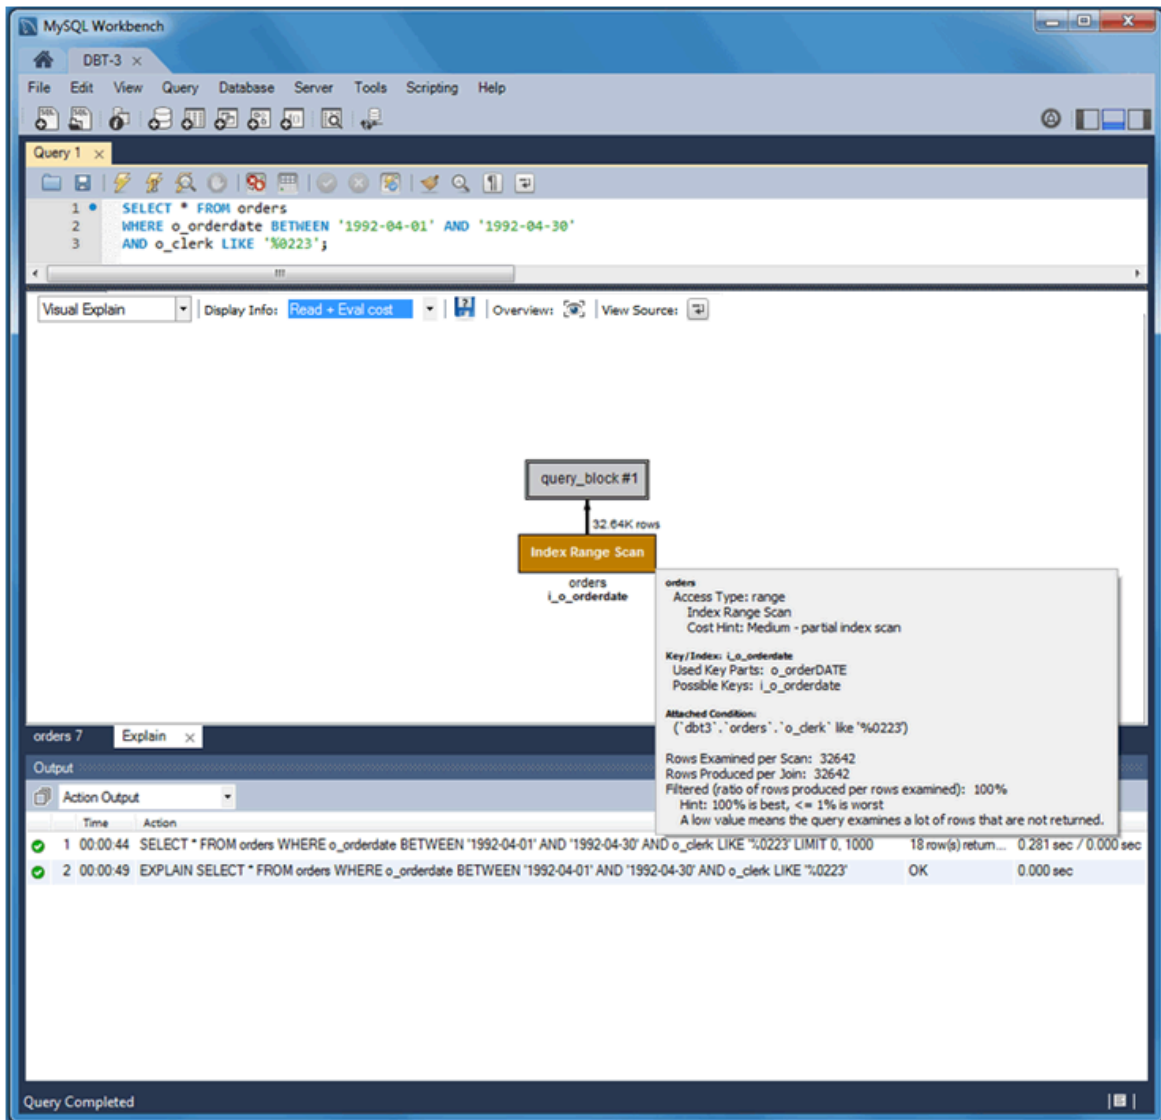 MySQL Workbench
DBT-3 ×
File Edit View Query Database Server Tools Scripting Help
Query 1 ×
1 SELECT * FROM orders
2 WHERE o_orderdate BETWEEN '1992-04-01' AND '1992-04-30'
3 AND o_clerk LIKE '%0223';
Visual Explain Display Info: Read + Eval cost Overview: View Source:
query_block #1
32.64K rows
Index Range Scan
orders
i_o_orderdate
orders
Access Type: range
Index Range Scan
Cost Hint: Medium - partial index scan
Key/Index: i_o_orderdate
Used Key Parts: o_orderDATE
Possible Keys: i_o_orderdate
Attached Condition:
(`dbt3`.`orders`.`o_clerk` like '%0223')
Rows Examined per Scan: 32642
Rows Produced per Join: 32642
Filtered (ratio of rows produced per rows examined): 100%
Hint: 100% is best, <= 1% is worst
A low value means the query examines a lot of rows that are not returned.
orders 7 Explain ×
Output
Action Output
Time Action
1 00:00:44 SELECT * FROM orders WHERE o_orderdate BETWEEN '1992-04-01' AND '1992-04-30' AND o_clerk LIKE '%0223' LIMIT 0, 1000 18 row(s) return... 0.281 sec / 0.000 sec
2 00:00:49 EXPLAIN SELECT * FROM orders WHERE o_orderdate BETWEEN '1992-04-01' AND '1992-04-30' AND o_clerk LIKE '%0223' OK 0.000 sec
Query Completed